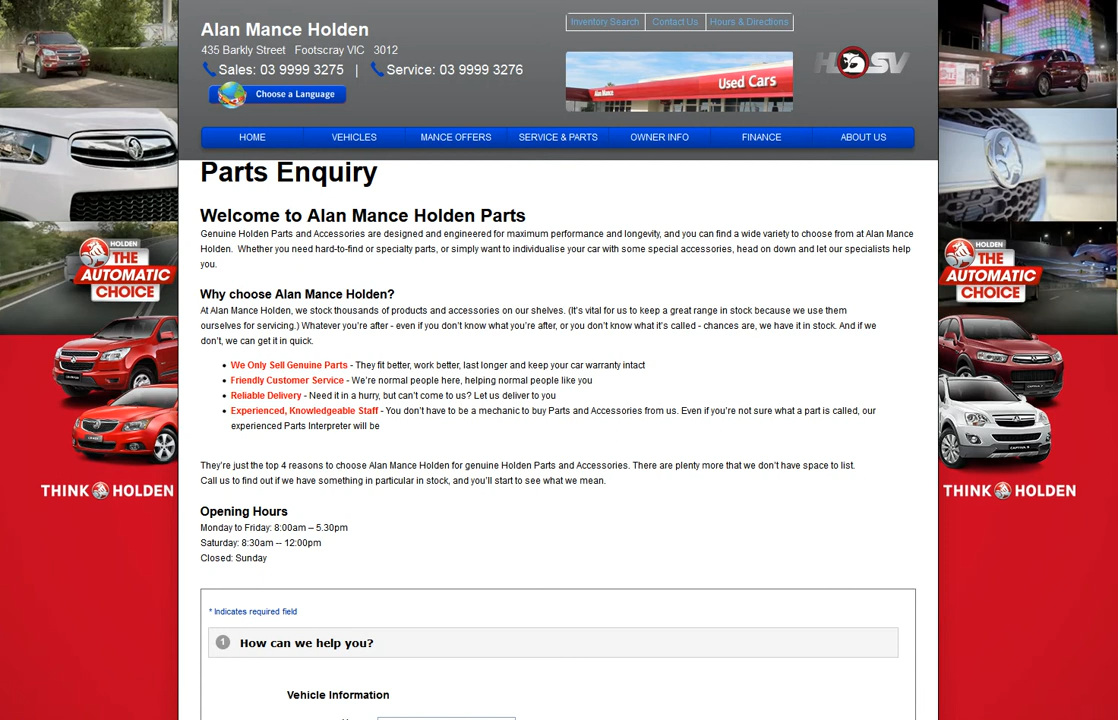 Alan Mance Holden
435 Barkly Street Footscray VIC 3012
Sales: 03 9999 3275 | Service: 03 9999 3276
Choose a Language
Inventory Search Contact Us Hours & Directions
Alan Mance Used Cars
HSV
HOME VEHICLES MANCE OFFERS SERVICE & PARTS OWNER INFO FINANCE ABOUT US
Parts Enquiry
Welcome to Alan Mance Holden Parts
Genuine Holden Parts and Accessories are designed and engineered for maximum performance and longevity, and you can find a wide variety to choose from at Alan Mance
Holden. Whether you need hard-to-find or specialty parts, or simply want to individualise your car with some special accessories, head on down and let our specialists help
you.
Why choose Alan Mance Holden?
At Alan Mance Holden, we stock thousands of products and accessories on our shelves. (It's vital for us to keep a great range in stock because we use them
ourselves for servicing.) Whatever you're after - even if you don't know what you're after, or you don't know what it's called - chances are, we have it in stock. And if we
don't, we can get it in quick.
• We Only Sell Genuine Parts - They fit better, work better, last longer and keep your car warranty intact
• Friendly Customer Service - We're normal people here, helping normal people like you
• Reliable Delivery - Need it in a hurry, but can't come to us? Let us deliver to you
• Experienced, Knowledgeable Staff - You don't have to be a mechanic to buy Parts and Accessories from us. Even if you're not sure what a part is called, our
experienced Parts Interpreter will be
They're just the top 4 reasons to choose Alan Mance Holden for genuine Holden Parts and Accessories. There are plenty more that we don't have space to list.
Call us to find out if we have something in particular in stock, and you'll start to see what we mean.
Opening Hours
Monday to Friday: 8:00am – 5.30pm
Saturday: 8:30am -- 12:00pm
Closed: Sunday
* Indicates required field
1 How can we help you?
Vehicle Information
HOLDEN
THE
AUTOMATIC
CHOICE
THINK HOLDEN
HOLDEN
THE
AUTOMATIC
CHOICE
THINK HOLDEN